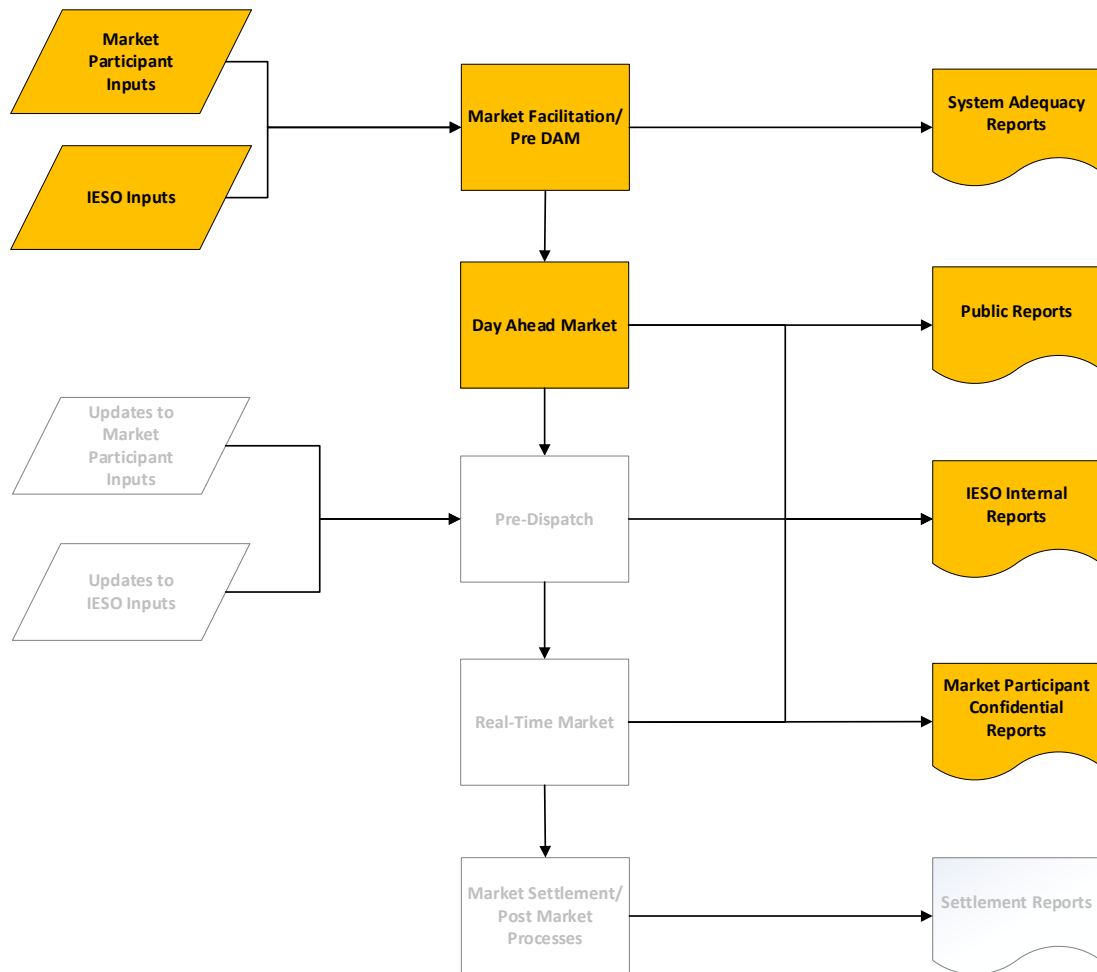 Market
Participant
Inputs
Market Facilitation/
Pre DAM
System Adequacy
Reports
IESO Inputs
Day Ahead Market
Public Reports
Updates to
Market
Participant
Inputs
Pre-Dispatch
IESO Internal
Reports
Updates to
IESO Inputs
Real-Time Market
Market Participant
Confidential
Reports
Market Settlement/
Post Market
Processes
Settlement Reports